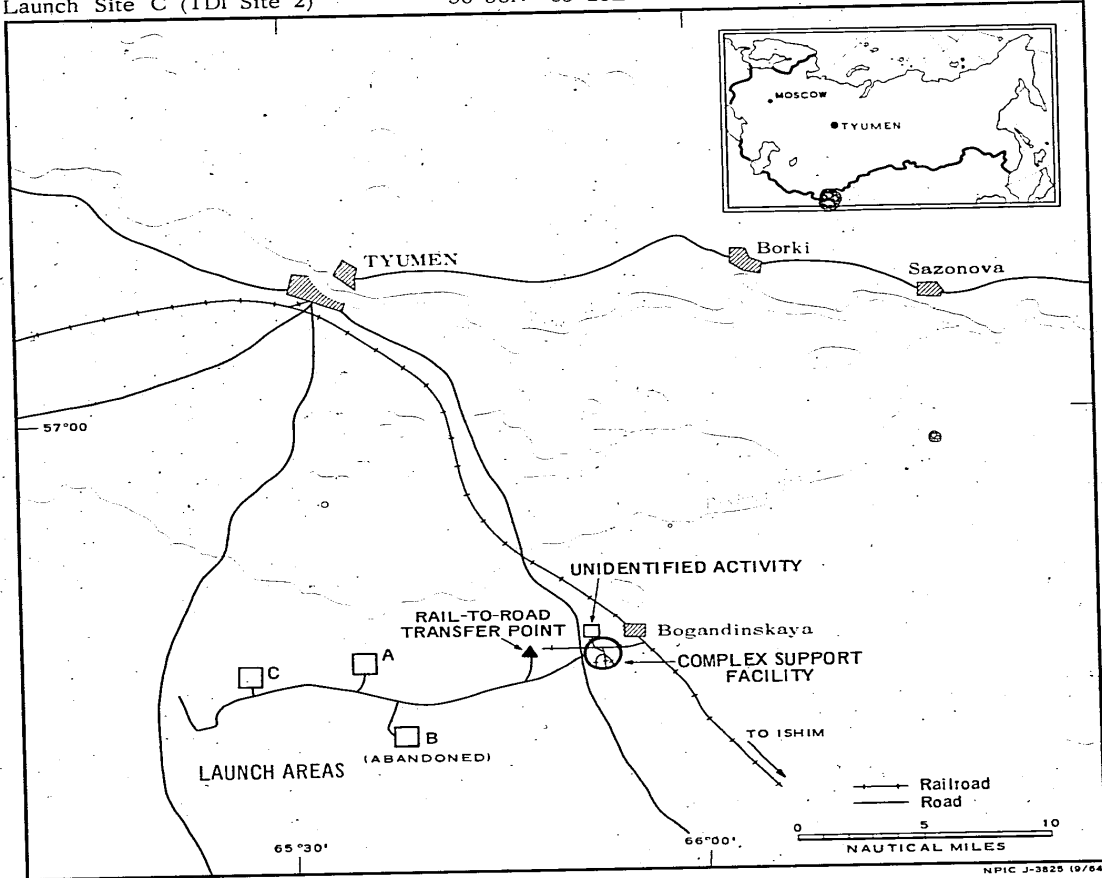 Launch Site C (TDI Site 2)
MOSCOW
TYUMEN
TYUMEN
Borki
Sazonova
57°00
UNIDENTIFIED ACTIVITY
RAIL-TO-ROAD
TRANSFER POINT
Bogandinskaya
COMPLEX SUPPORT
FACILITY
C
A
B
(ABANDONED)
LAUNCH AREAS
TO ISHIM
Railroad
Road
0 5 10
NAUTICAL MILES
65°30'
66°00'
NPIC J-3825 (9/64